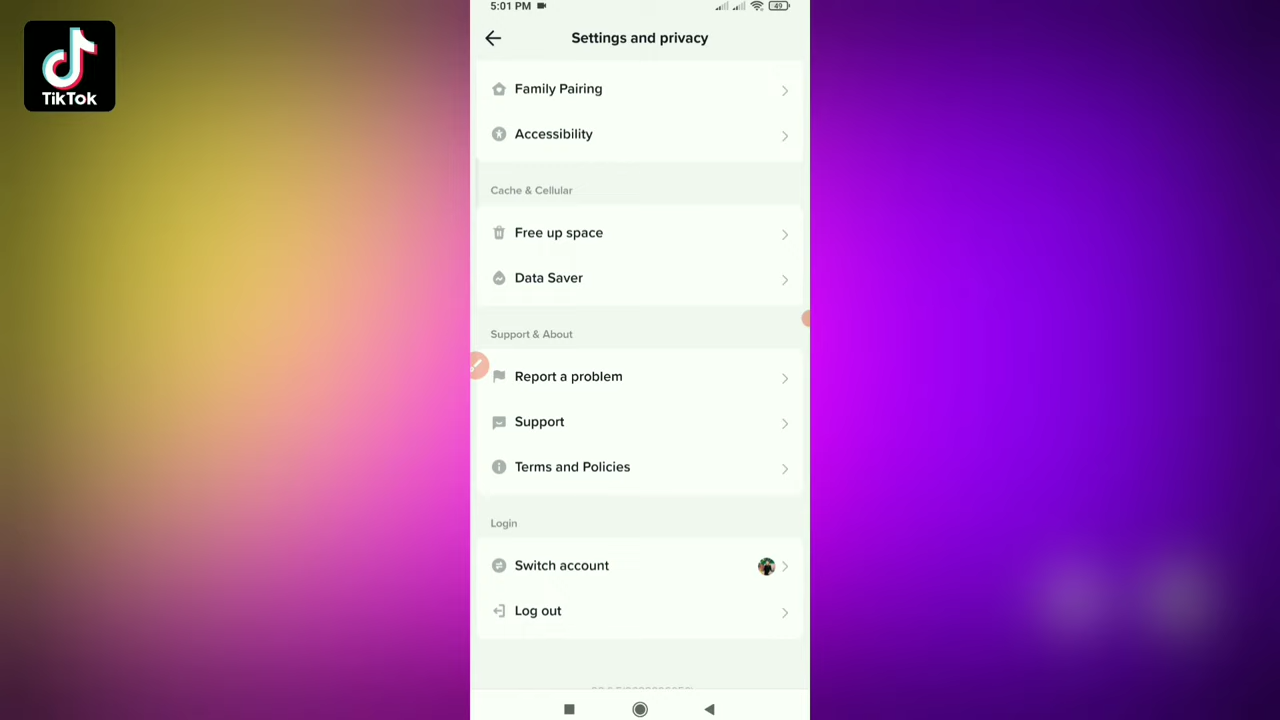 TikTok
5:01 PM
49
Settings and privacy
Family Pairing
Accessibility
Cache & Cellular
Free up space
Data Saver
Support & About
Report a problem
Support
Terms and Policies
Login
Switch account
Log out